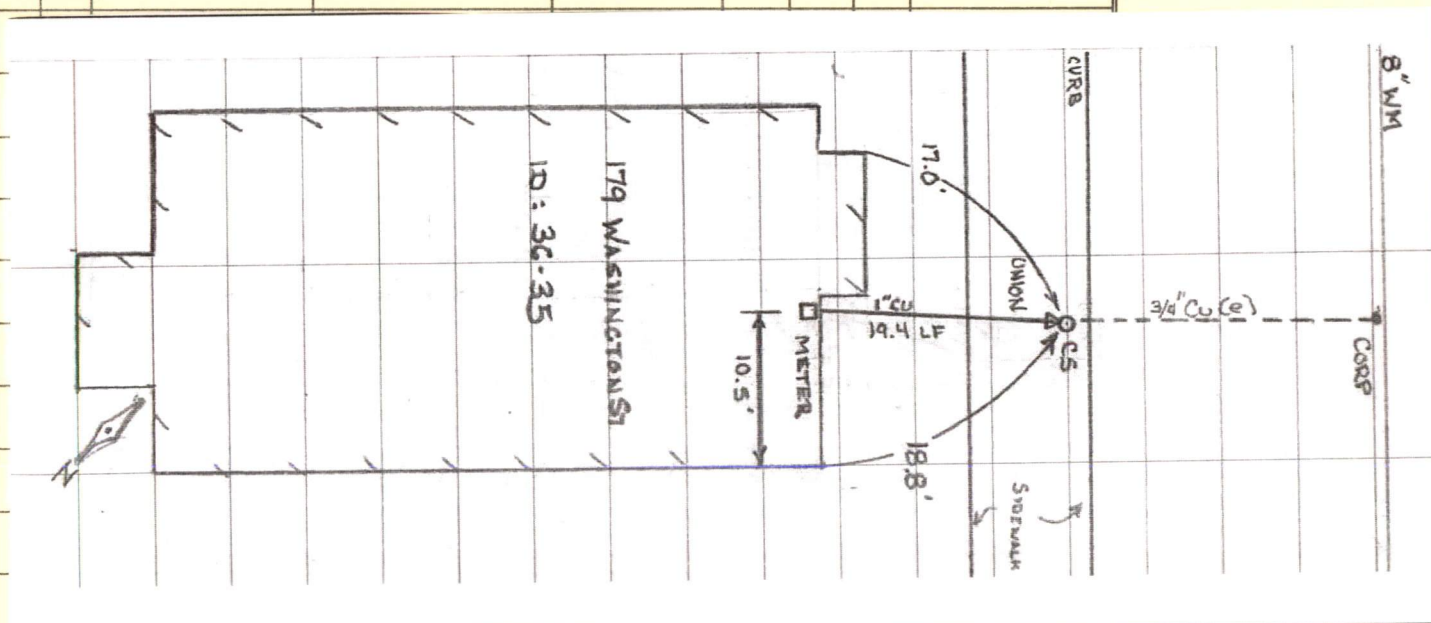 8" WM
CURB
17.0'
179 WASHINGTON ST
ID: 36-35
UNION
1" CU
19.4 LF
3/4" Cu (e)
CS
CORP
METER
10.5'
18.8'
SIDEWALK
N